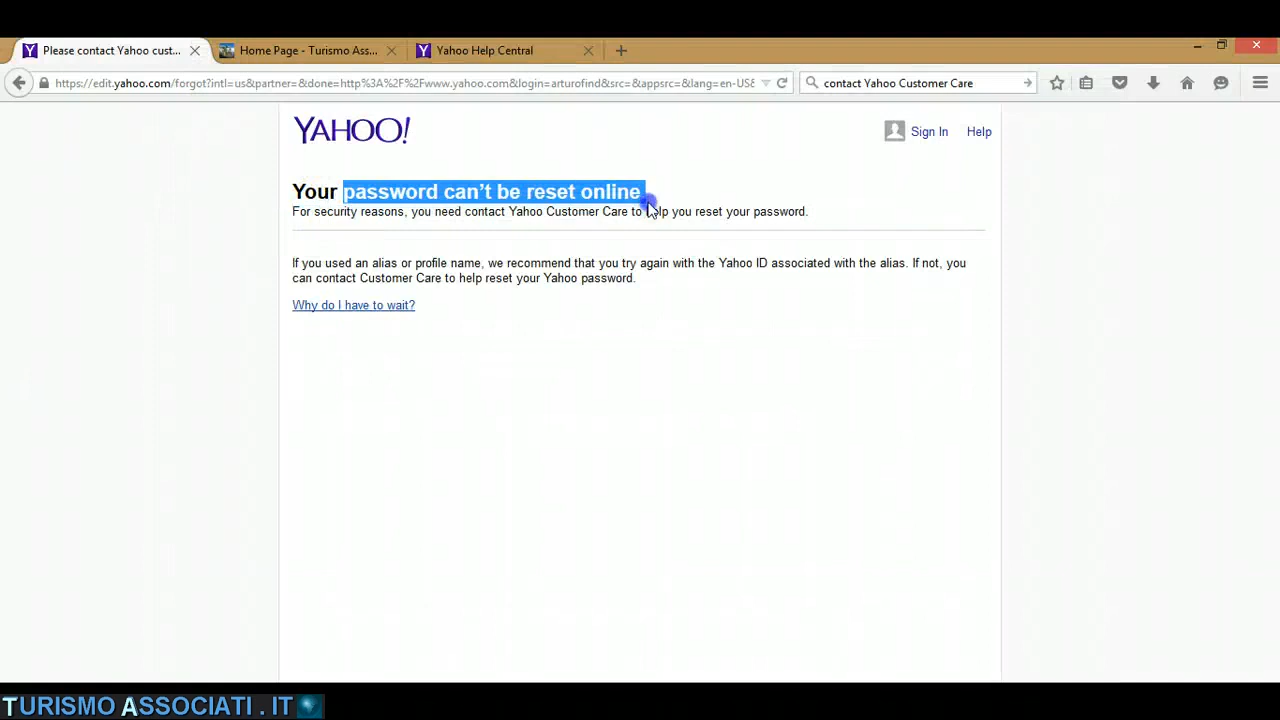 Please contact Yahoo cust...
Home Page - Turismo Ass...
Yahoo Help Central
https://edit.yahoo.com/forgot?intl=us&partner=&done=http%3A%2F%2Fwww.yahoo.com&login=arturofind&src=&appsrc=&lang=en-US&
contact Yahoo Customer Care
YAHOO!
Sign In
Help
Your password can't be reset online
For security reasons, you need contact Yahoo Customer Care to help you reset your password.
If you used an alias or profile name, we recommend that you try again with the Yahoo ID associated with the alias. If not, you
can contact Customer Care to help reset your Yahoo password.
Why do I have to wait?
TURISMO ASSOCIATI . IT